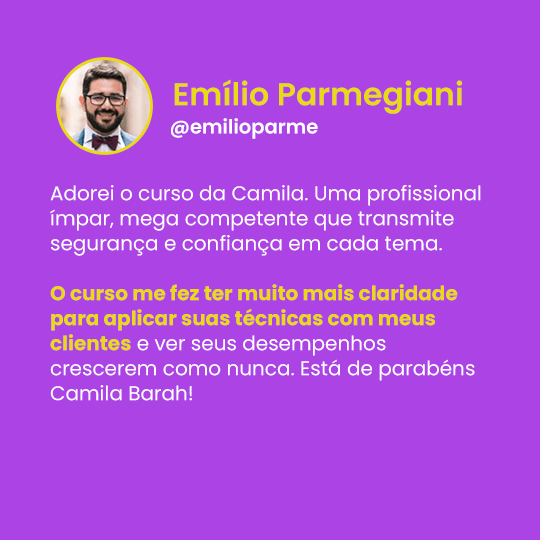 Emílio Parmegiani
@emilioparme
Adorei o curso da Camila. Uma profissional
ímpar, mega competente que transmite
segurança e confiança em cada tema.
O curso me fez ter muito mais claridade
para aplicar suas técnicas com meus
clientes e ver seus desempenhos
crescerem como nunca. Está de parabéns
Camila Barah!